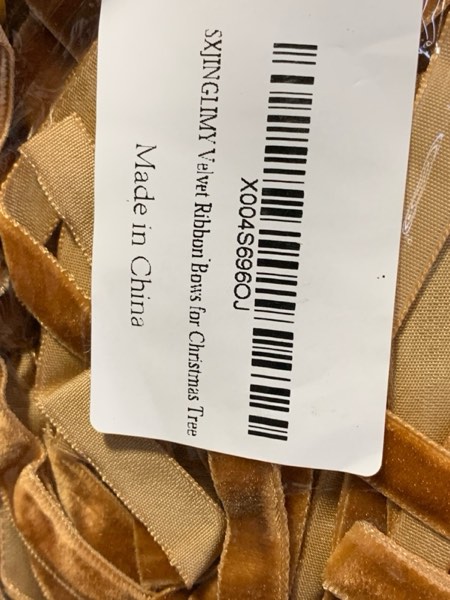 X004S696OJ
SXJINGLIMY Velvet Ribbon Bows for Christmas Tree
Made in China